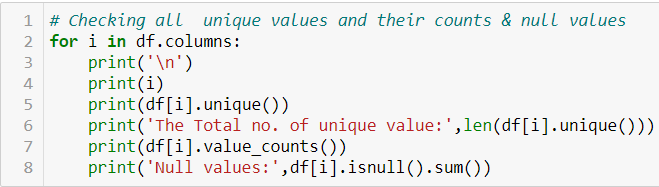 1 # Checking all  unique values and their counts & null values
2 for i in df.columns:
3     print('\n')
4     print(i)
5     print(df[i].unique())
6     print('The Total no. of unique value:',len(df[i].unique()))
7     print(df[i].value_counts())
8     print('Null values:',df[i].isnull().sum())